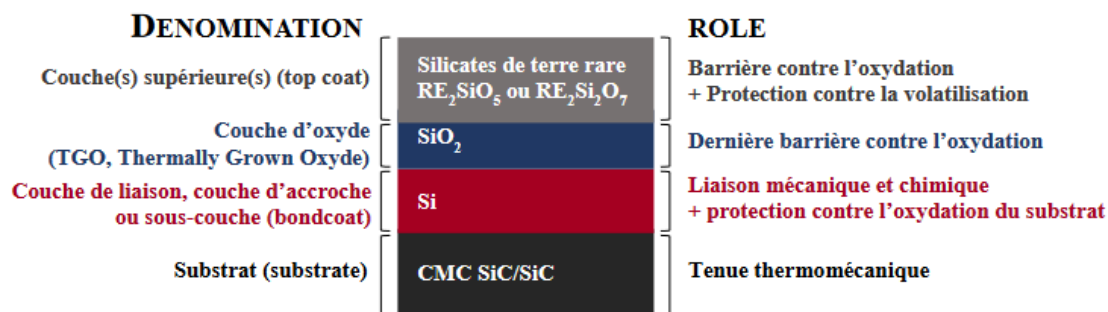 DENOMINATION
ROLE
Couche(s) supérieure(s) (top coat)
Silicates de terre rare
RE₂SiO₅ ou RE₂Si₂O₇
Barrière contre l'oxydation
+ Protection contre la volatilisation
Couche d'oxyde
(TGO, Thermally Grown Oxyde)
SiO₂
Dernière barrière contre l'oxydation
Couche de liaison, couche d'accroche
ou sous-couche (bondcoat)
Si
Liaison mécanique et chimique
+ protection contre l'oxydation du substrat
Substrat (substrate)
CMC SiC/SiC
Tenue thermomécanique